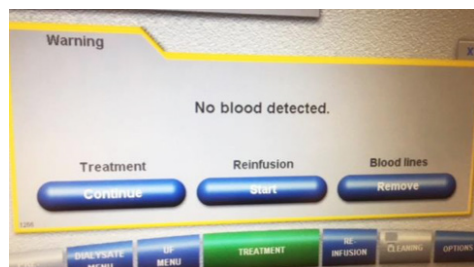 Warning
X
No blood detected.
Treatment Reinfusion Blood lines
Continue Start Remove
1266
DIALYSATE MENU
UF MENU
TREATMENT
RE-INFUSION
CLEANING
OPTIONS